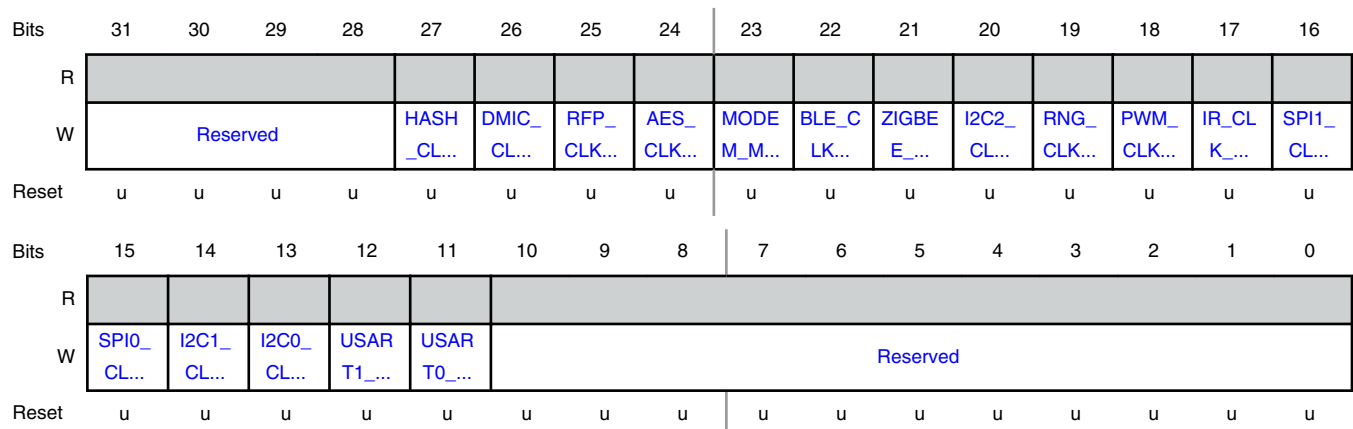 Bits 31 30 29 28 27 26 25 24 23 22 21 20 19 18 17 16
R
W Reserved HASH _CL... DMIC_ CL... RFP_ CLK... AES_ CLK... MODE M_M... BLE_C LK... ZIGBE E_... I2C2_ CL... RNG_ CLK... PWM_ CLK... IR_CL K_... SPI1_ CL...
Reset u u u u u u u u u u u u u u u u
Bits 15 14 13 12 11 10 9 8 7 6 5 4 3 2 1 0
R
W SPI0_ CL... I2C1_ CL... I2C0_ CL... USAR T1_... USAR T0_... Reserved
Reset u u u u u u u u u u u u u u u u